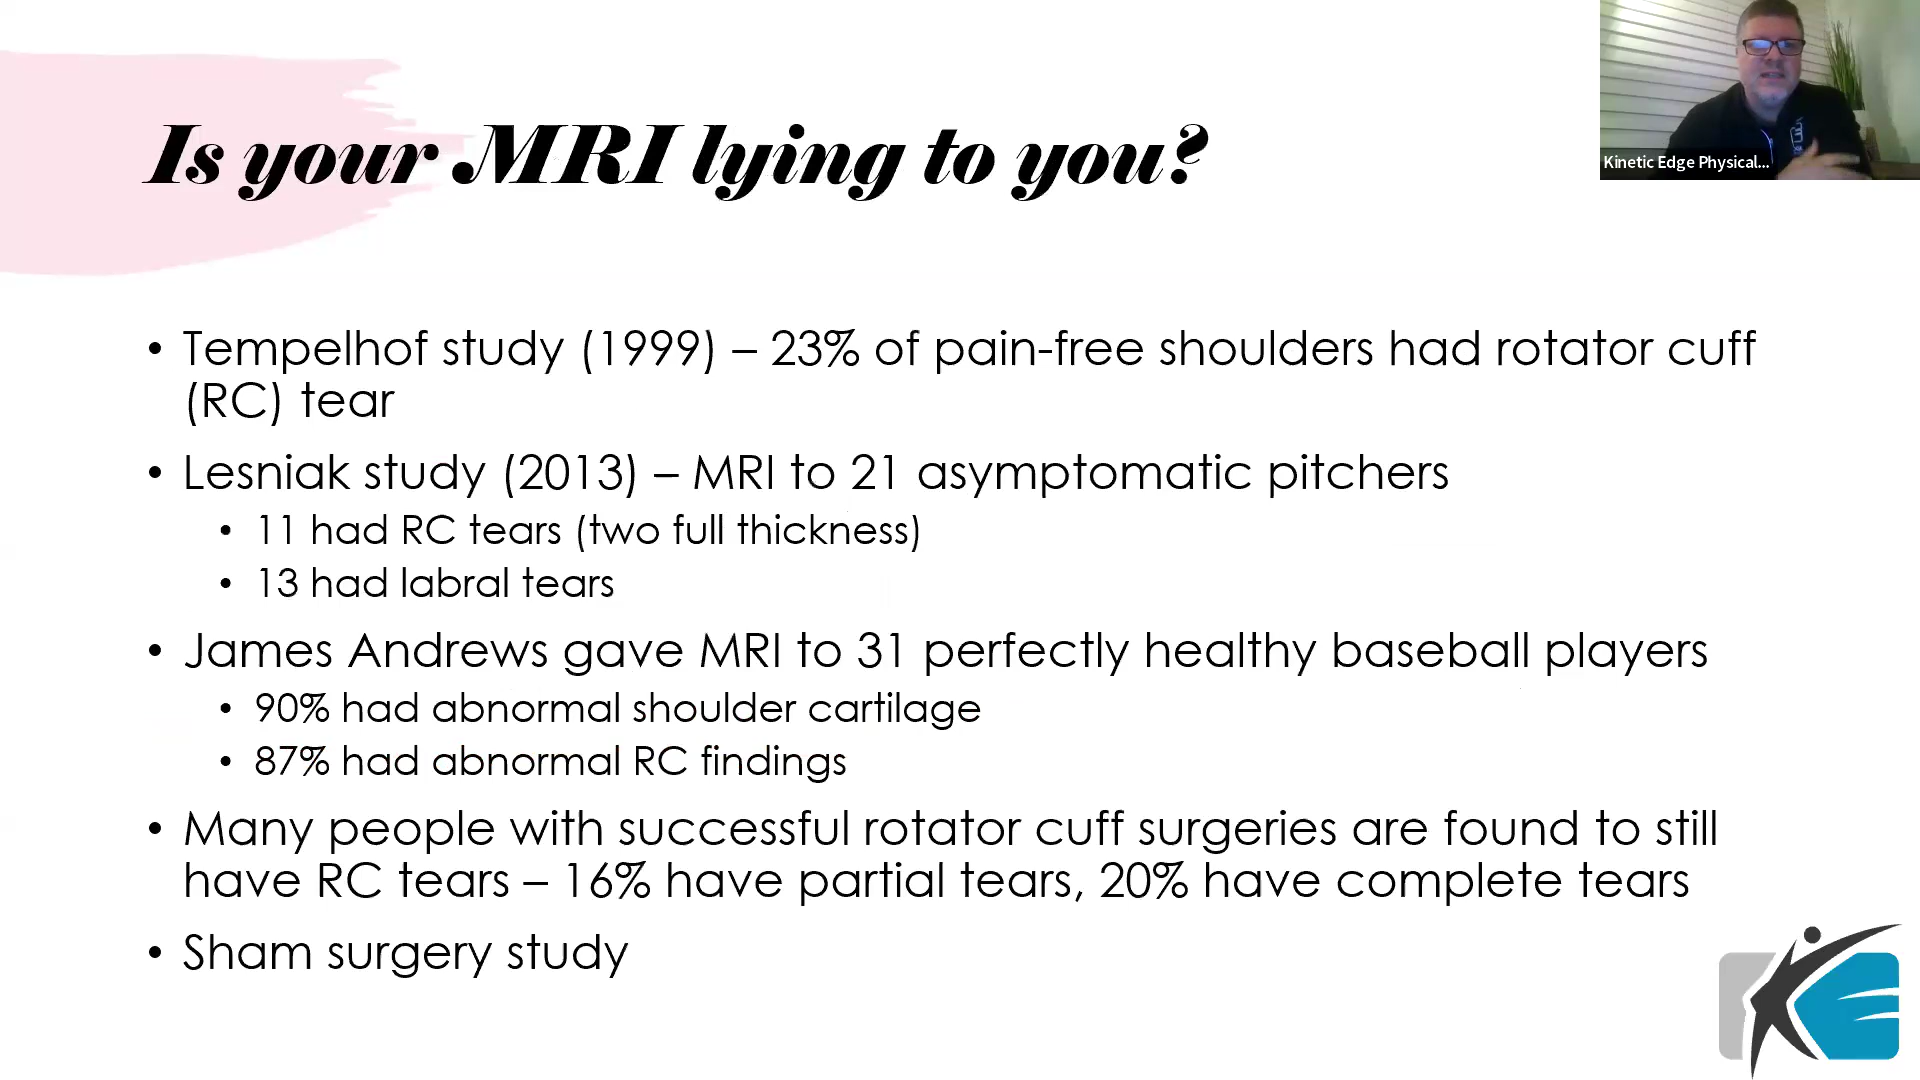 Is your MRI lying to you?
Kinetic Edge Physical...
• Tempelhof study (1999) – 23% of pain-free shoulders had rotator cuff
(RC) tear
• Lesniak study (2013) – MRI to 21 asymptomatic pitchers
• 11 had RC tears (two full thickness)
• 13 had labral tears
• James Andrews gave MRI to 31 perfectly healthy baseball players
• 90% had abnormal shoulder cartilage
• 87% had abnormal RC findings
• Many people with successful rotator cuff surgeries are found to still
have RC tears – 16% have partial tears, 20% have complete tears
• Sham surgery study